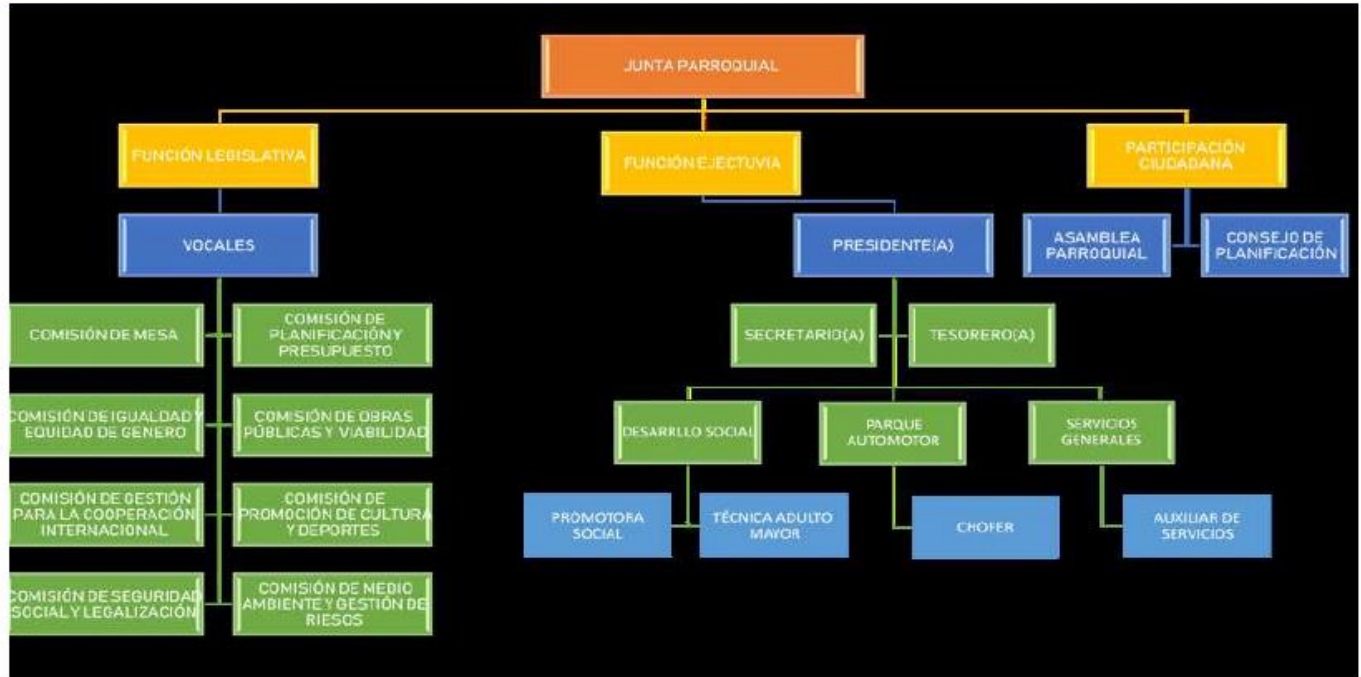 JUNTA PARROQUIAL
FUNCIÓN LEGISLATIVA
FUNCIÓN EJECTUVIA
PARTICIPACIÓN
CIUDADANA
VOCALES
PRESIDENTE(A)
ASAMBLEA
PARROQUIAL
CONSEJO DE
PLANIFICACIÓN
COMISIÓN DE MESA
COMISIÓN DE
PLANIFICACIÓN Y
PRESUPUESTO
SECRETARIO(A)
TESORERO(A)
COMISIÓN DE IGUALDAD Y
EQUIDAD DE GENERO
COMISIÓN DE OBRAS
PÚBLICAS Y VIABILIDAD
DESARRLLO SOCIAL
PARQUE
AUTOMOTOR
SERVICIOS
GENERALES
COMISIÓN DE GESTIÓN
PARA LA COOPERACIÓN
INTERNACIONAL
COMISIÓN DE
PROMOCIÓN DE CULTURA
Y DEPORTES
PROMOTORA
SOCIAL
TÉCNICA ADULTO
MAYOR
CHOFER
AUXILIAR DE
SERVICIOS
COMISIÓN DE SEGURIDAD
SOCIAL Y LEGALIZACIÓN
COMISIÓN DE MEDIO
AMBIENTE Y GESTIÓN DE
RIESOS